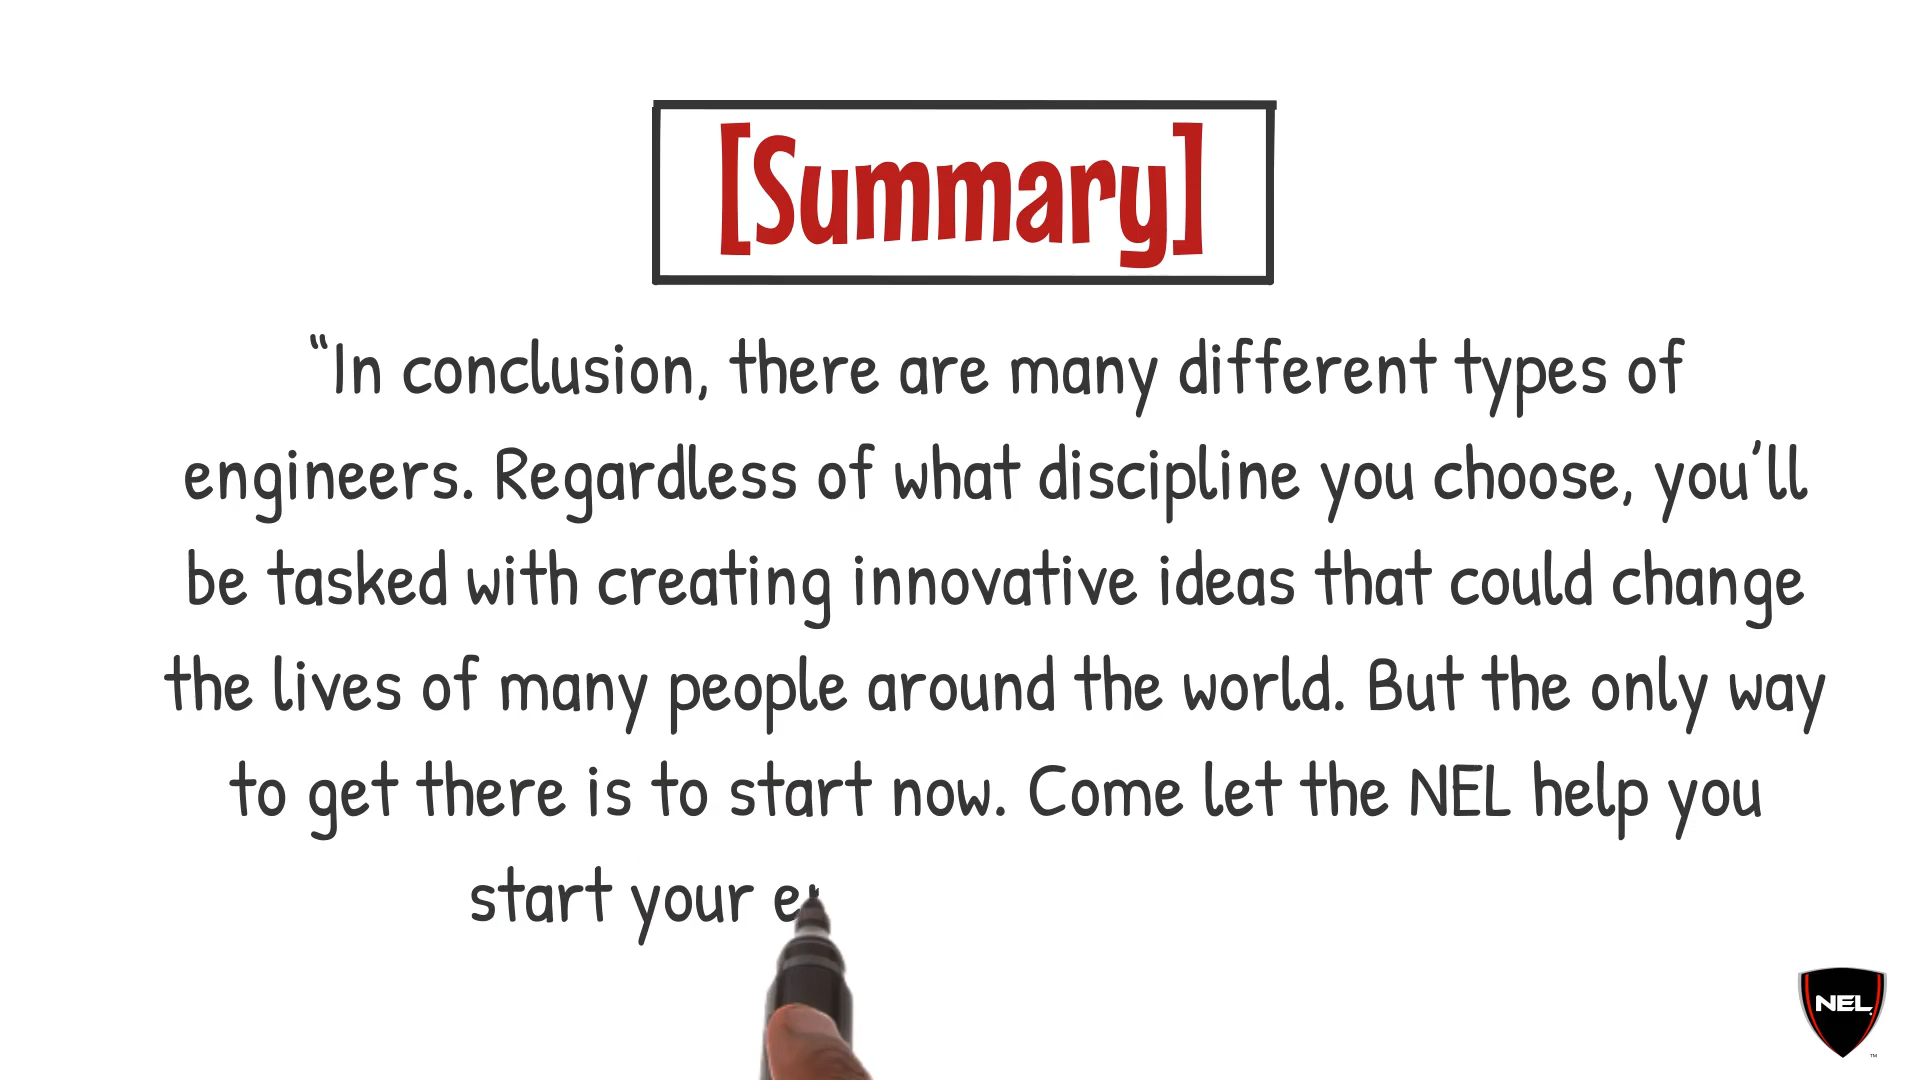 [Summary]
“In conclusion, there are many different types of
engineers. Regardless of what discipline you choose, you’ll
be tasked with creating innovative ideas that could change
the lives of many people around the world. But the only way
to get there is to start now. Come let the NEL help you
start your
NEL
TM